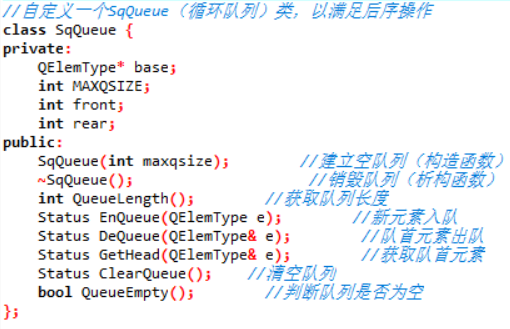 //自定义一个SqQueue（循环队列）类，以满足后序操作
class SqQueue {
private:
    QElemType* base;
    int MAXQSIZE;
    int front;
    int rear;
public:
    SqQueue(int maxqsize);        //建立空队列（构造函数）
    ~SqQueue();                   //销毁队列（析构函数）
    int QueueLength();        //获取队列长度
    Status EnQueue(QElemType e);        //新元素入队
    Status DeQueue(QElemType& e);        //队首元素出队
    Status GetHead(QElemType& e);        //获取队首元素
    Status ClearQueue();    //清空队列
    bool QueueEmpty();        //判断队列是否为空
};